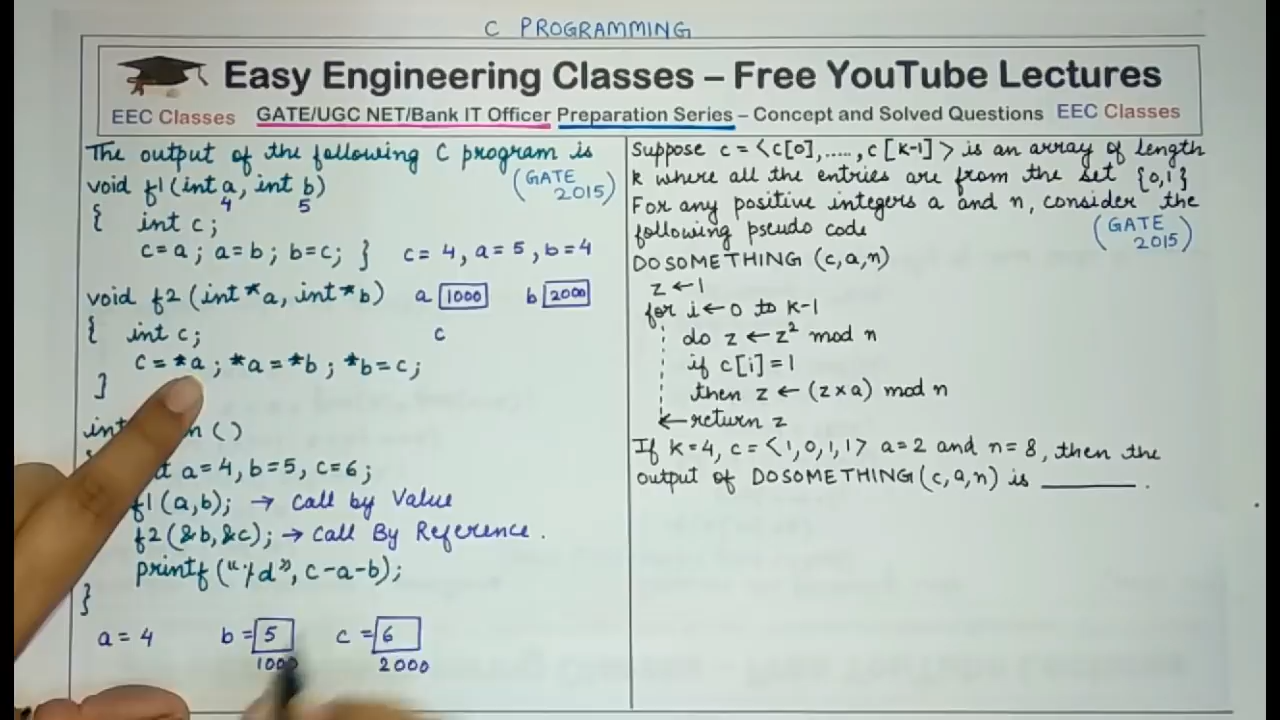 C PROGRAMMING
Easy Engineering Classes – Free YouTube Lectures
EEC Classes GATE/UGC NET/Bank IT Officer Preparation Series – Concept and Solved Questions EEC Classes
The output of the following C program is
(GATE 2015)
void f1(int a, int b)
4 5
{ int c;
c=a; a=b; b=c; } c=4, a=5, b=4
void f2(int *a, int *b) a 1000 b 2000
{ int c; c
c=*a; *a=*b; *b=c;
}
()
a=4, b=5, c=6;
f1(a,b); → Call by Value
f2(&b,&c); → Call By Reference.
printf("%d", c-a-b);
}
a=4 b=5 c=6
1000 2000
Suppose c=<c[0],.....,c[k-1]> is an array of length
k where all the entries are from the set {0,1}
For any positive integers a and n, consider the
following pseudo code (GATE 2015)
DOSOMETHING (c,a,n)
z←1
for i←0 to k-1
do z←z² mod n
if c[i]=1
then z←(z×a) mod n
←return z
If k=4, c=<1,0,1,1> a=2 and n=8, then the
output of DOSOMETHING(c,a,n) is ______.